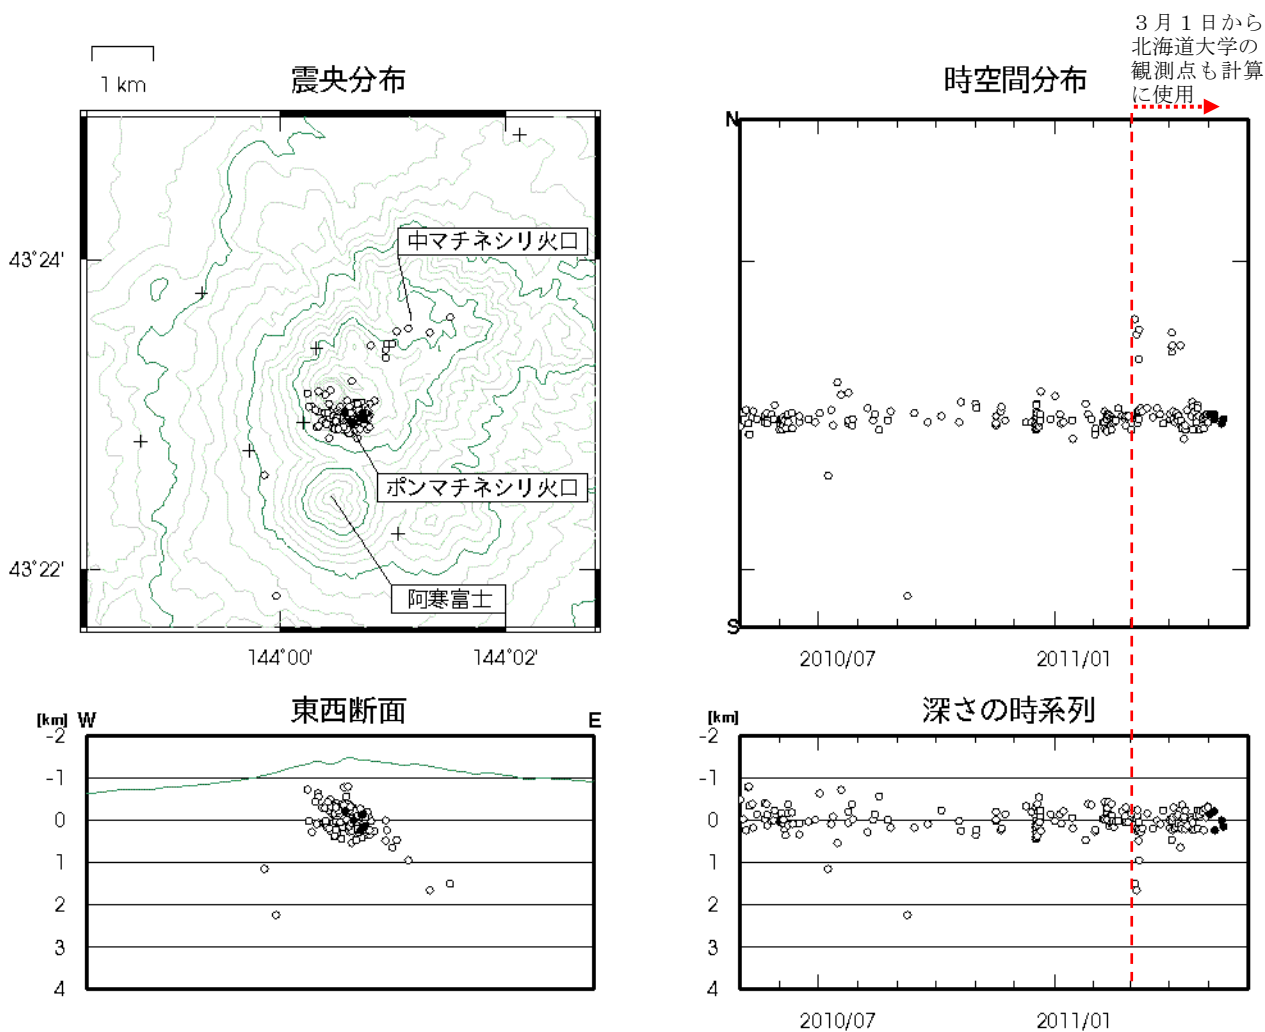 3月1日から
北海道大学の
観測点も計算
に使用
1 km
震央分布
時空間分布
N
43°24'
中マチネシリ火口
ポンマチネシリ火口
43°22'
阿寒富士
S
144°00'
144°02'
2010/07
2011/01
東西断面
深さの時系列
[km]
W
E
-2
-1
0
1
2
3
4
[km]
-2
-1
0
1
2
3
4
2010/07
2011/01